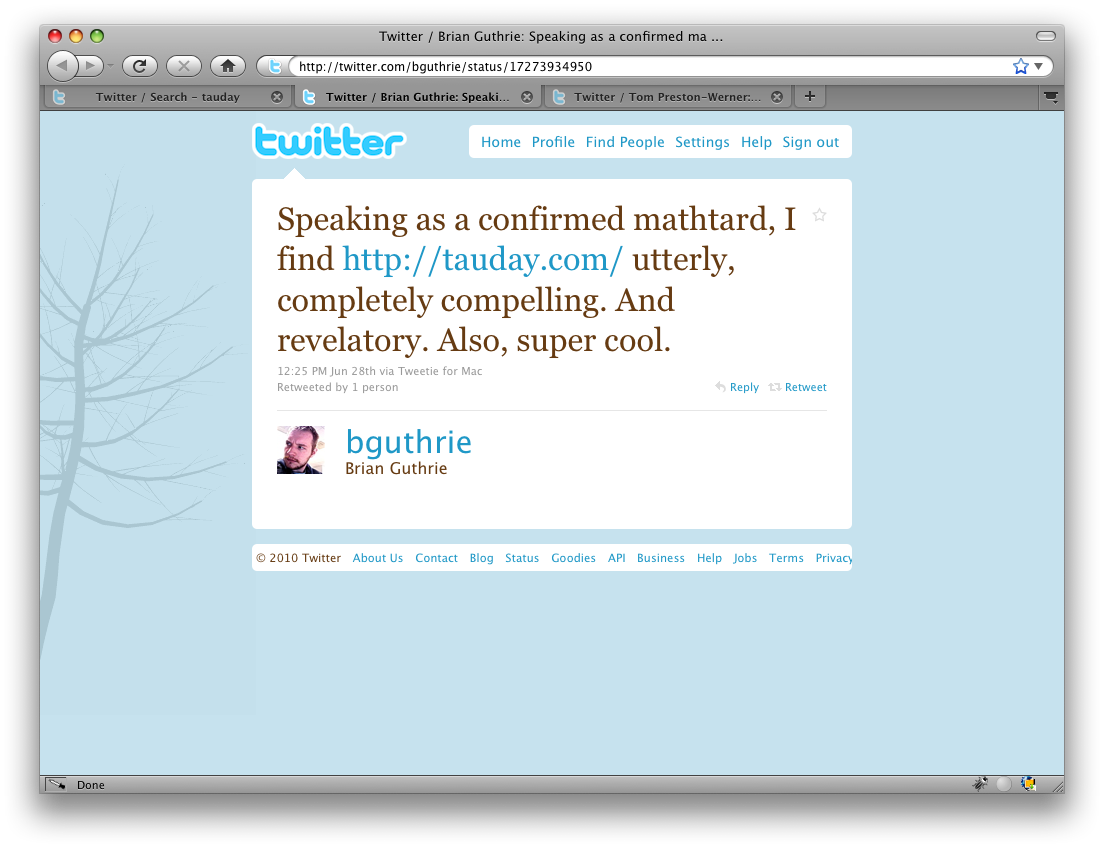 Twitter / Brian Guthrie: Speaking as a confirmed ma ...
http://twitter.com/bguthrie/status/17273934950
Twitter / Search – tauday
Twitter / Brian Guthrie: Speaki...
Twitter / Tom Preston-Werner:...
twitter
Home Profile Find People Settings Help Sign out
Speaking as a confirmed mathtard, I
find http://tauday.com/ utterly,
completely compelling. And
revelatory. Also, super cool.
12:25 PM Jun 28th via Tweetie for Mac
Retweeted by 1 person
Reply Retweet
bguthrie
Brian Guthrie
© 2010 Twitter About Us Contact Blog Status Goodies API Business Help Jobs Terms Privacy
Done